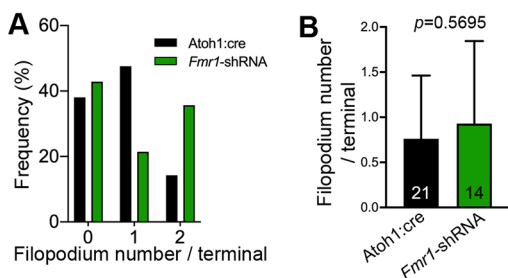 A
60
40
20
0
Frequency (%)
Atoh1:cre
Fmr1-shRNA
0 1 2
Filopodium number / terminal
B
p=0.5695
2.0
1.5
1.0
0.5
0.0
Filopodium number
/ terminal
21 14
Atoh1:cre
Fmr1-shRNA